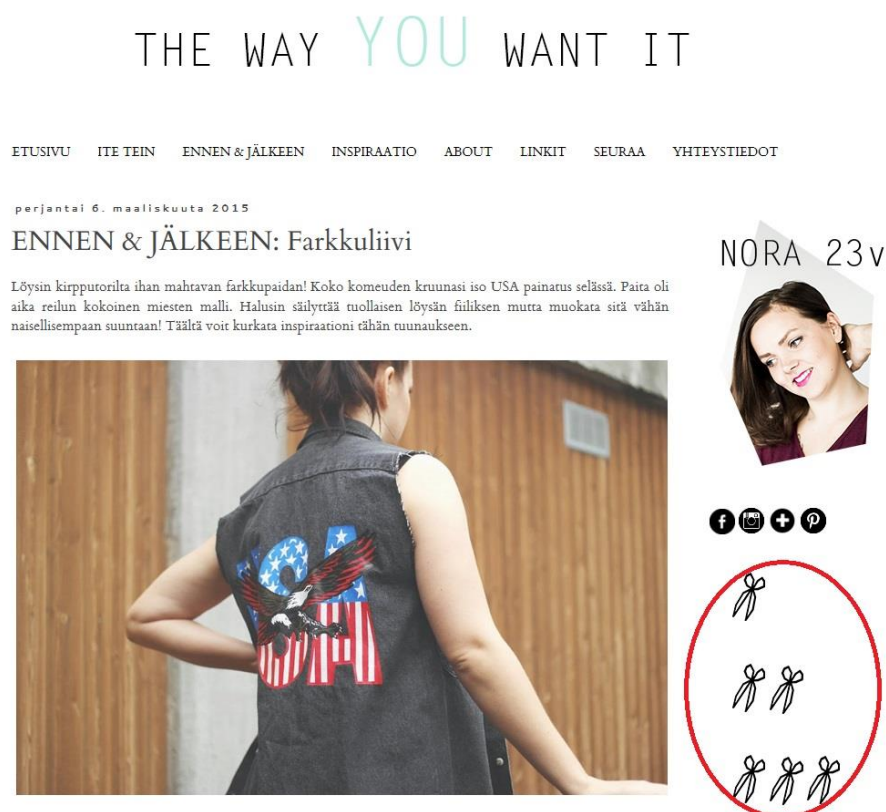 THE WAY YOU WANT IT
ETUSIVU ITE TEIN ENNEN & JÄLKEEN INSPIRAATIO ABOUT LINKIT SEURAA YHTEYSTIEDOT
perjantai 6. maaliskuuta 2015
ENNEN & JÄLKEEN: Farkkuliivi
Löysin kirpputorilta ihan mahtavan farkkupaidan! Koko komeuden kruunasi iso USA painatus selässä. Paita oli
aika reilun kokoinen miesten malli. Halusin säilyttää tuollaisen löysän fiiliksen mutta muokata sitä vähän
naisellisempaan suuntaan! Täältä voit kurkata inspiraationi tähän tuunaukseen.
USA
NORA 23v